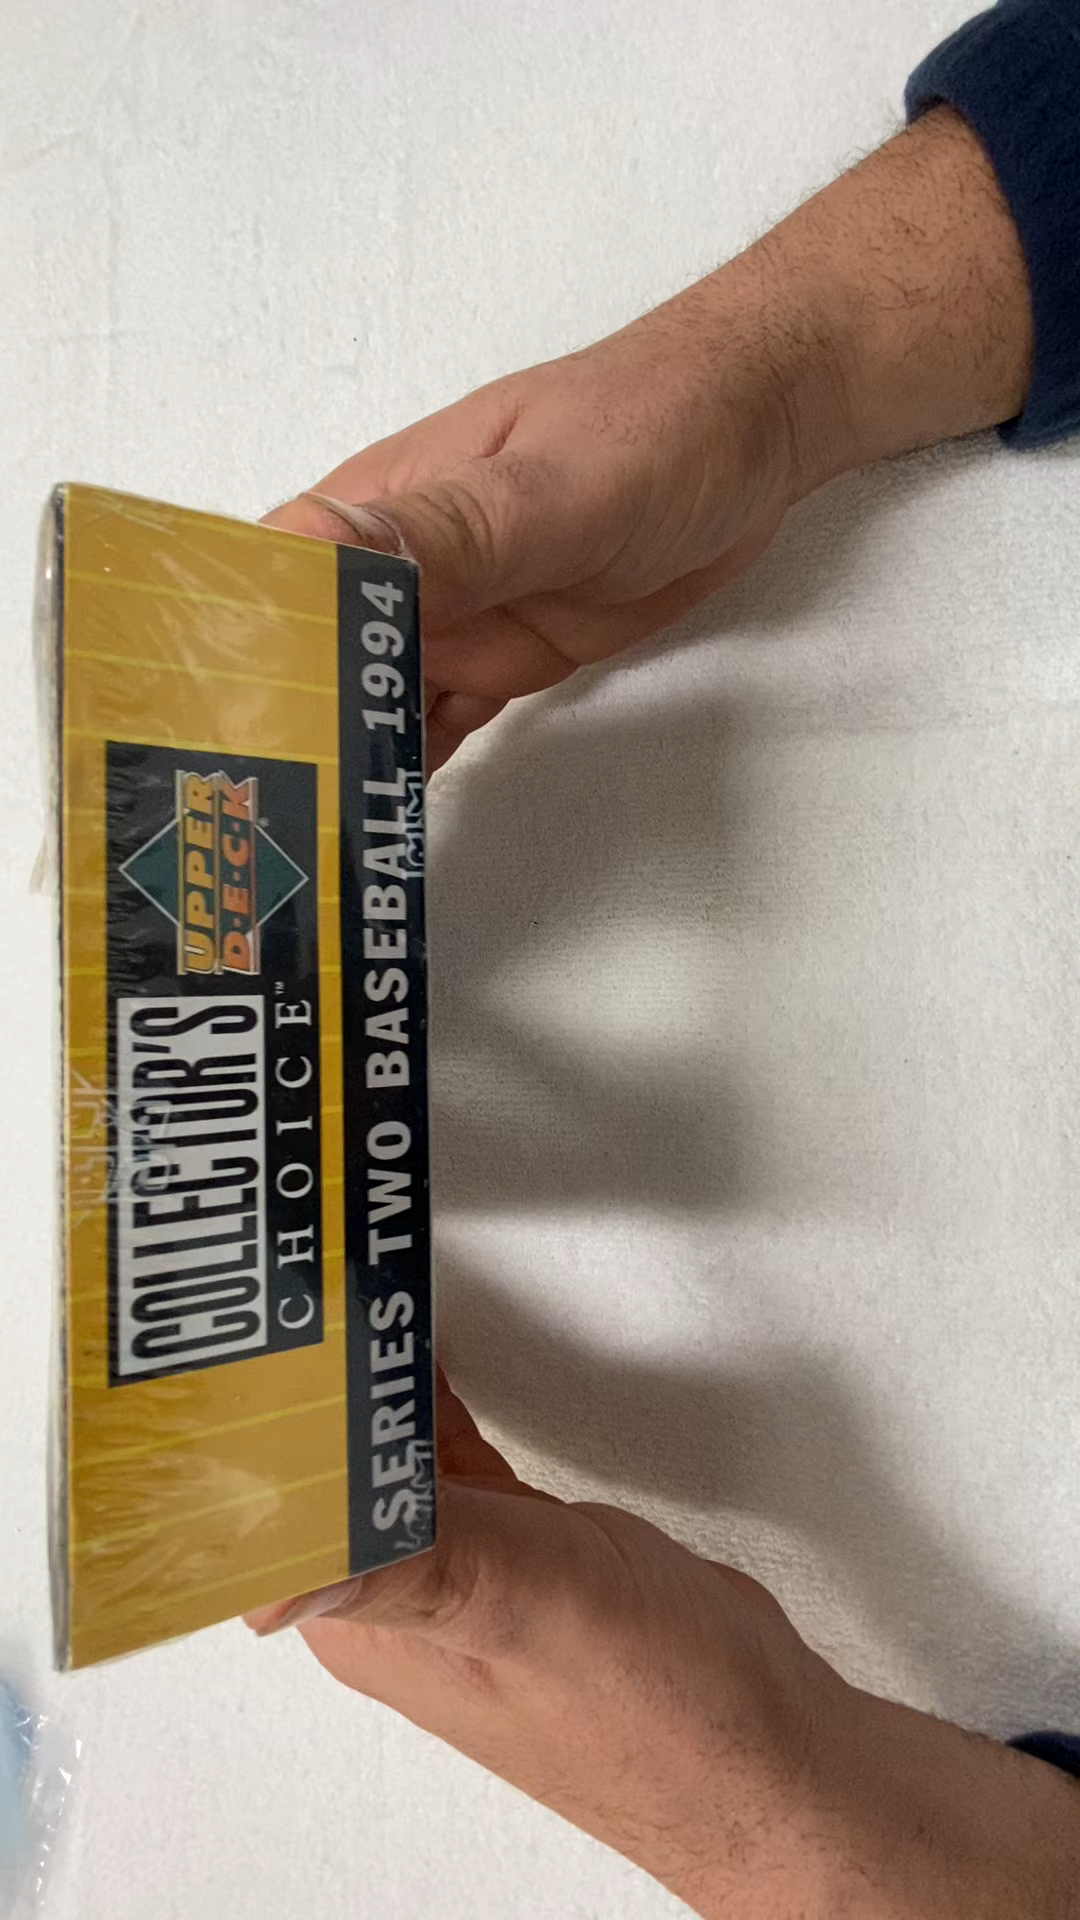 COLLECTOR'S
CHOICE™
UPPER
D·E·C·K®
SERIES TWO BASEBALL 1994